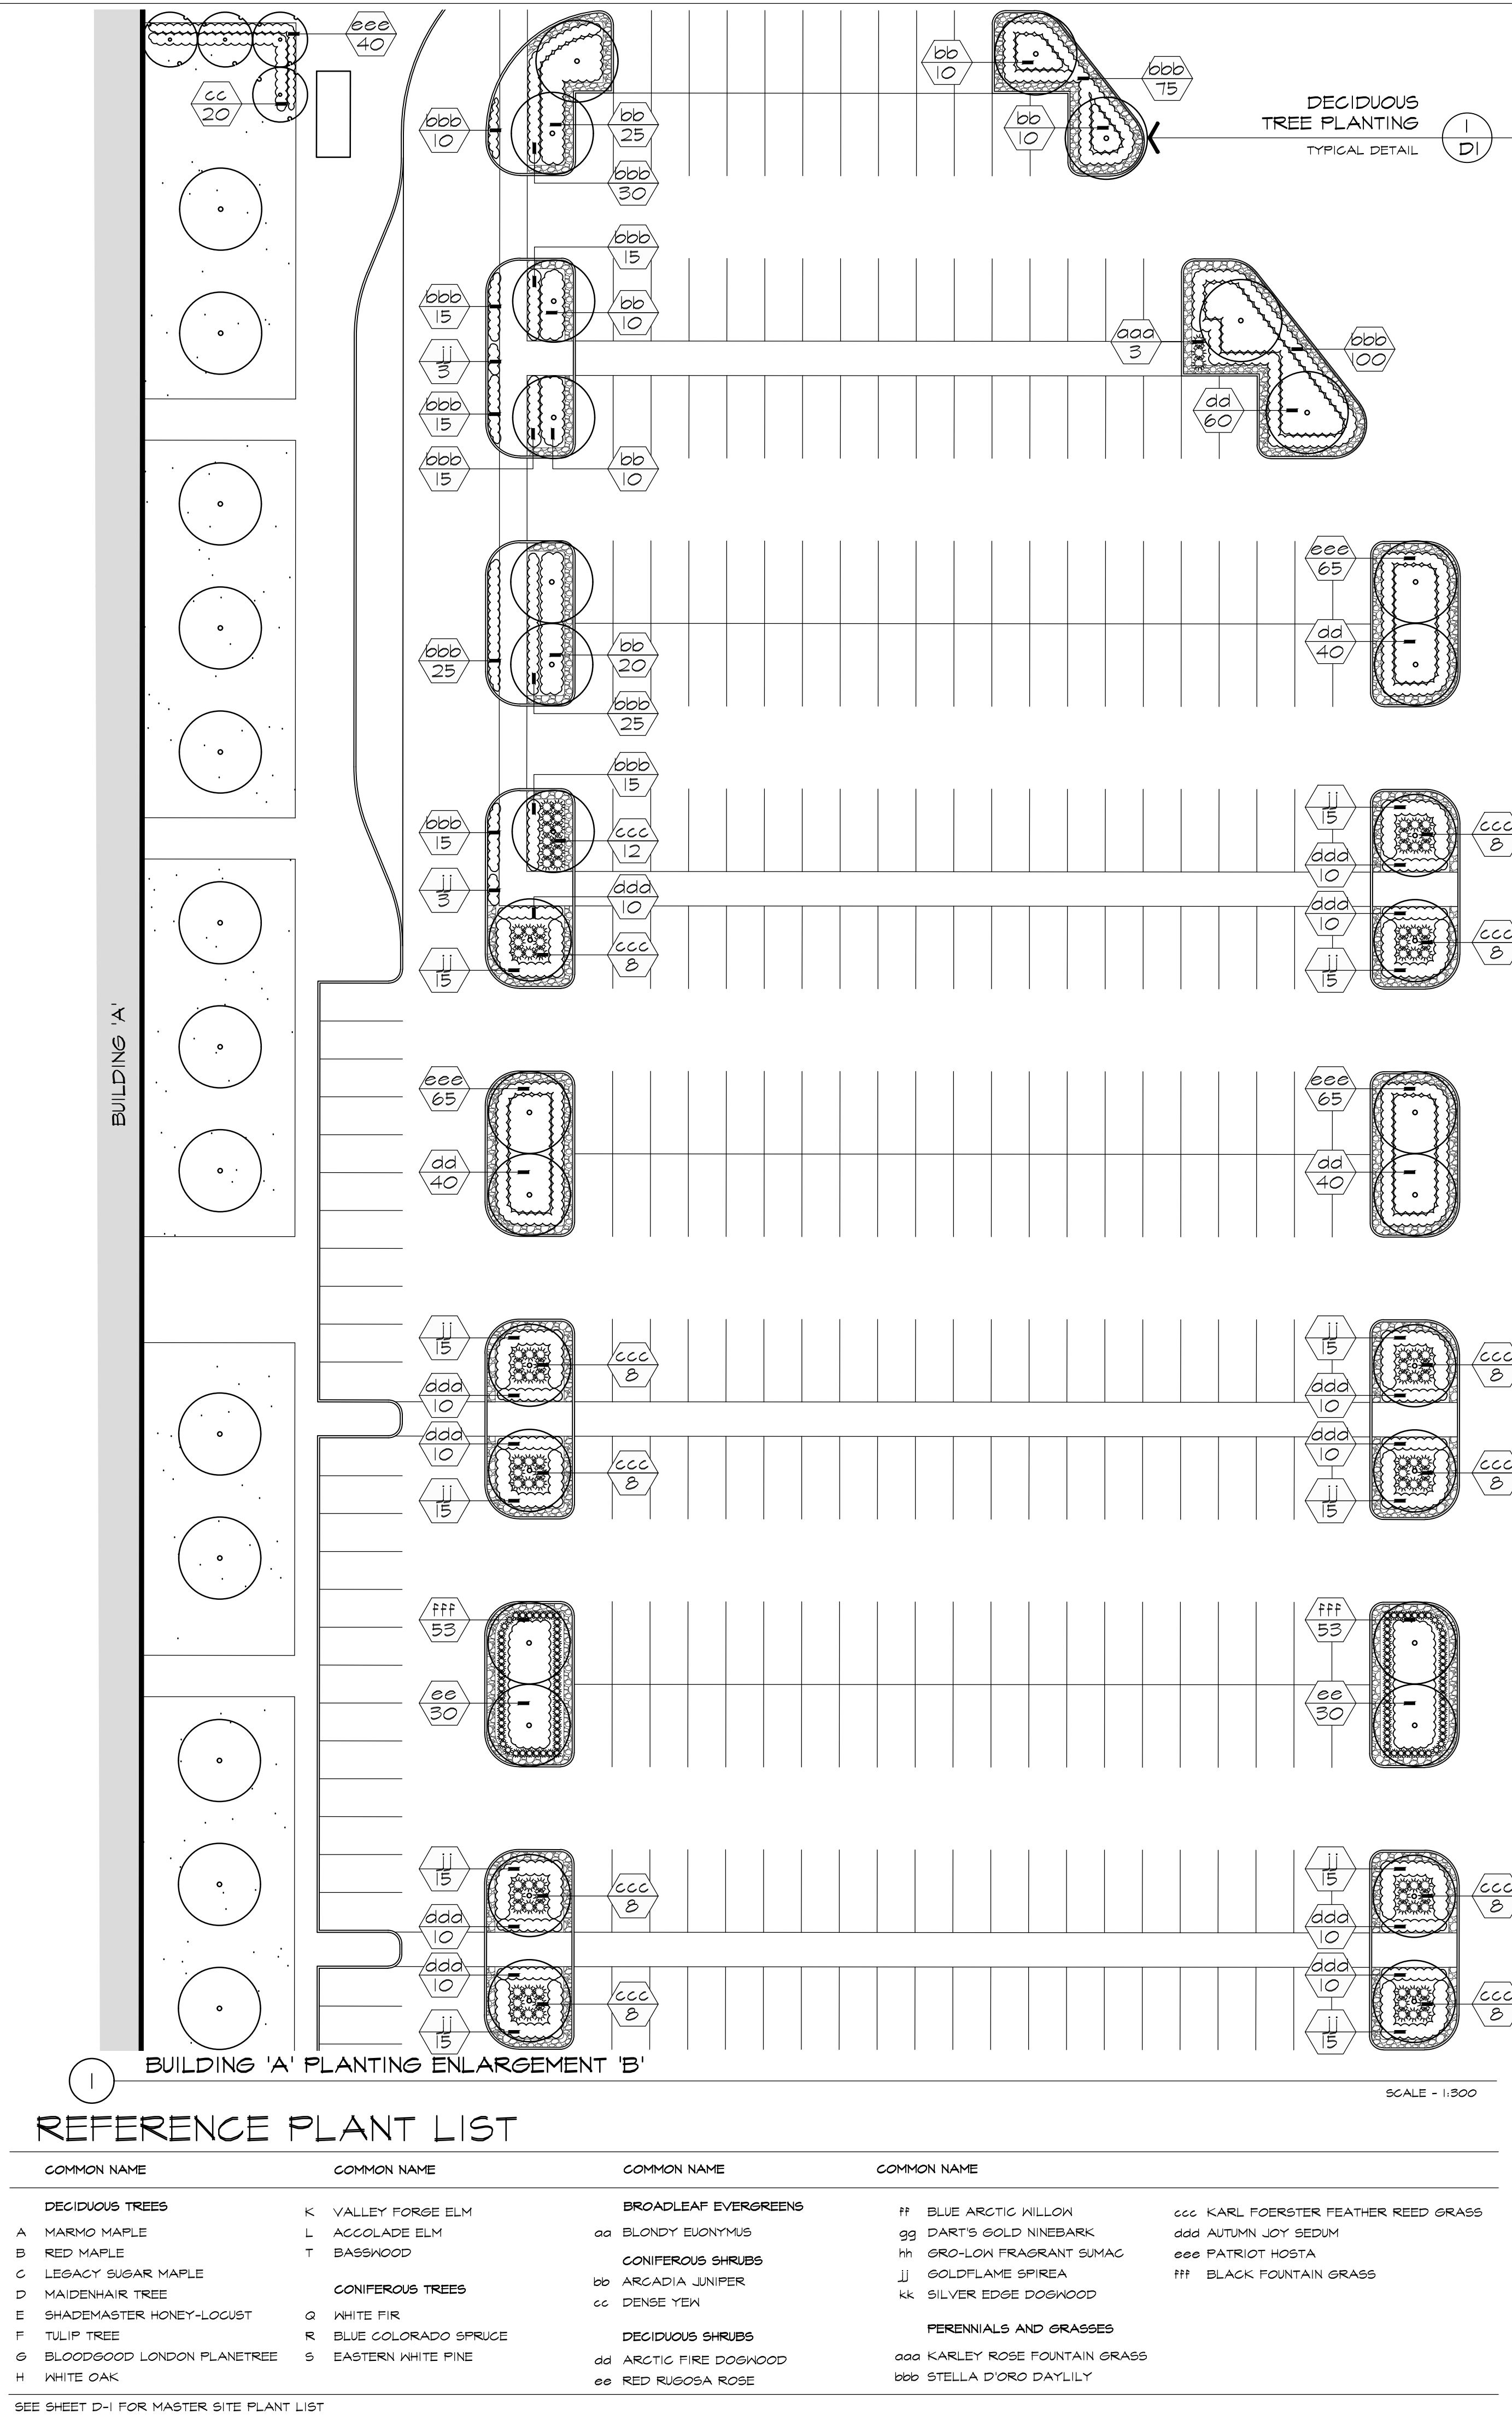 eee
40
cc
20
bbb
10
bb
25
bbb
30
bb
10
bb
10
bbb
75
DECIDUOUS
TREE PLANTING
TYPICAL DETAIL
1
D1
bbb
15
bbb
15
bb
10
jj
3
bbb
15
bbb
15
bb
10
aaa
3
bbb
100
dd
60
bbb
25
bb
20
bbb
25
eee
65
dd
40
bbb
15
bbb
15
ccc
12
jj
3
ddd
10
jj
15
ccc
8
jj
15
ccc
8
ddd
10
ddd
10
ccc
8
jj
15
BUILDING 'A'
eee
65
dd
40
eee
65
dd
40
jj
15
ccc
8
ddd
10
ddd
10
ccc
8
jj
15
jj
15
ccc
8
ddd
10
ddd
10
ccc
8
jj
15
fff
53
ee
30
fff
53
ee
30
jj
15
ccc
8
ddd
10
ddd
10
ccc
8
jj
15
jj
15
ccc
8
ddd
10
ddd
10
ccc
8
jj
15
1
BUILDING 'A' PLANTING ENLARGEMENT 'B'
SCALE - 1:300
REFERENCE PLANT LIST
COMMON NAME
DECIDUOUS TREES
A MARMO MAPLE
B RED MAPLE
C LEGACY SUGAR MAPLE
D MAIDENHAIR TREE
E SHADEMASTER HONEY-LOCUST
F TULIP TREE
G BLOODGOOD LONDON PLANETREE
H WHITE OAK
COMMON NAME
K VALLEY FORGE ELM
L ACCOLADE ELM
T BASSWOOD
CONIFEROUS TREES
Q WHITE FIR
R BLUE COLORADO SPRUCE
S EASTERN WHITE PINE
COMMON NAME
BROADLEAF EVERGREENS
aa BLONDY EUONYMUS
CONIFEROUS SHRUBS
bb ARCADIA JUNIPER
cc DENSE YEW
DECIDUOUS SHRUBS
dd ARCTIC FIRE DOGWOOD
ee RED RUGOSA ROSE
COMMON NAME
ff BLUE ARCTIC WILLOW
gg DART'S GOLD NINEBARK
hh GRO-LOW FRAGRANT SUMAC
jj GOLDFLAME SPIREA
kk SILVER EDGE DOGWOOD
PERENNIALS AND GRASSES
aaa KARLEY ROSE FOUNTAIN GRASS
bbb STELLA D'ORO DAYLILY
ccc KARL FOERSTER FEATHER REED GRASS
ddd AUTUMN JOY SEDUM
eee PATRIOT HOSTA
fff BLACK FOUNTAIN GRASS
SEE SHEET D-1 FOR MASTER SITE PLANT LIST